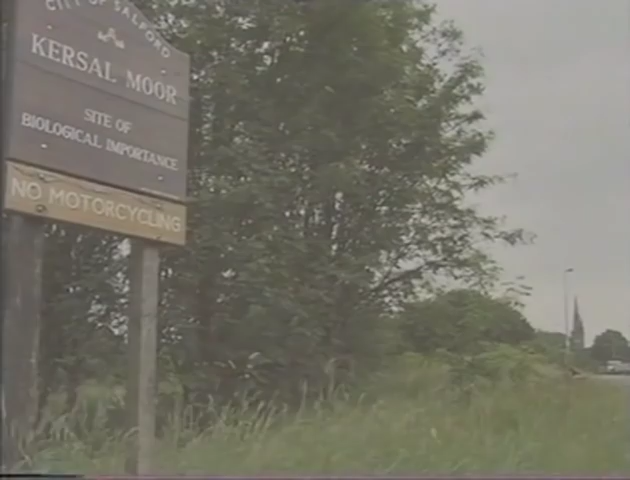 CITY OF SALFORD
KERSAL MOOR
SITE OF
BIOLOGICAL IMPORTANCE
NO MOTORCYCLING